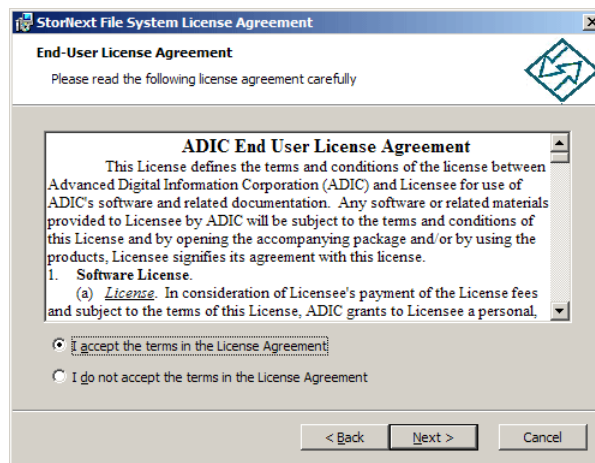 StorNext File System License Agreement
End-User License Agreement
Please read the following license agreement carefully
ADIC End User License Agreement
This License defines the terms and conditions of the license between
Advanced Digital Information Corporation (ADIC) and Licensee for use of
ADIC's software and related documentation. Any software or related materials
provided to Licensee by ADIC will be subject to the terms and conditions of
this License and by opening the accompanying package and/or by using the
products, Licensee signifies its agreement with this license.
1. Software License.
(a) License. In consideration of Licensee's payment of the License fees
and subject to the terms of this License, ADIC grants to Licensee a personal,
I accept the terms in the License Agreement
I do not accept the terms in the License Agreement
< Back Next > Cancel